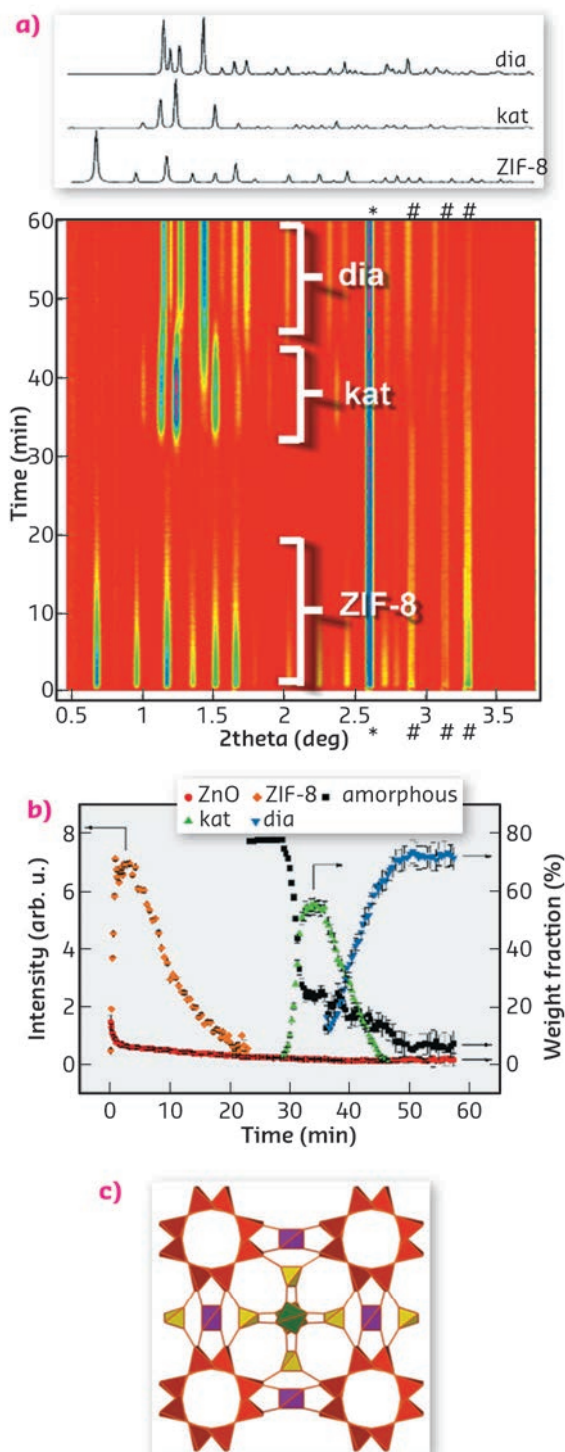 a)
dia
kat
ZIF-8
* # # #
60
50
40
30
20
10
0
Time (min)
dia
kat
ZIF-8
0.5 1 1.5 2 2.5 3 3.5
2theta (deg)
* # # #
b)
ZnO ZIF-8 amorphous
kat dia
8
6
4
2
0
Intensity (arb. u.)
80
60
40
20
0
Weight fraction (%)
0 10 20 30 40 50 60
Time (min)
c)